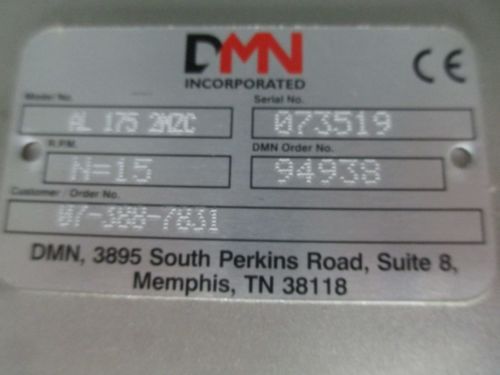 DMN
INCORPORATED
CE
Model No. Serial No.
AL 175 2MZC 073519
R.P.M. DMN Order No.
N=15 94938
Customer / Order No.
07-388-7831
DMN, 3895 South Perkins Road, Suite 8,
Memphis, TN 38118